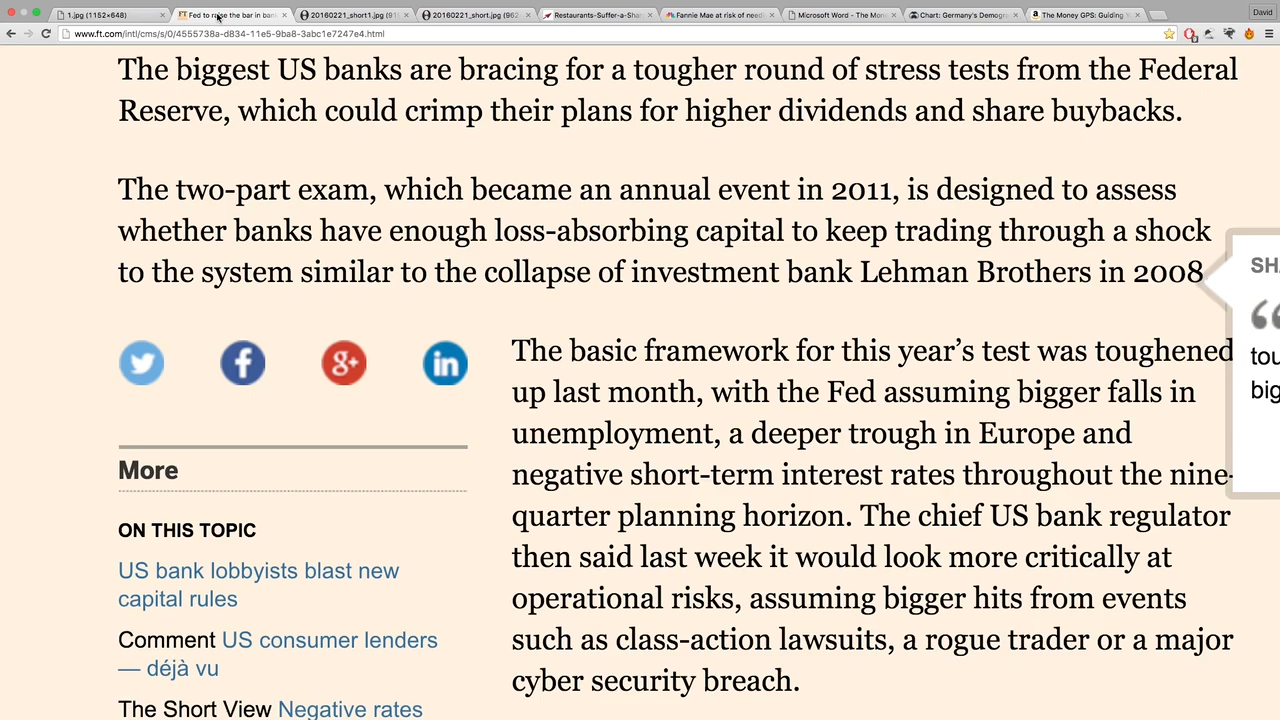 1.jpg (1152×648)
Fed to raise the bar in bank
20160221_short1.jpg (91
20160221_short.jpg (962
Restaurants-Suffer-a-Sha
Fannie Mae at risk of need
Microsoft Word - The Mon
Chart: Germany's Demogra
The Money GPS: Guiding Y
David
www.ft.com/intl/cms/s/0/4555738a-d834-11e5-9ba8-3abc1e7247e4.html
The biggest US banks are bracing for a tougher round of stress tests from the Federal
Reserve, which could crimp their plans for higher dividends and share buybacks.
The two-part exam, which became an annual event in 2011, is designed to assess
whether banks have enough loss-absorbing capital to keep trading through a shock
to the system similar to the collapse of investment bank Lehman Brothers in 2008
SHA
“
tou
big
The basic framework for this year’s test was toughened
up last month, with the Fed assuming bigger falls in
unemployment, a deeper trough in Europe and
negative short-term interest rates throughout the nine-
quarter planning horizon. The chief US bank regulator
then said last week it would look more critically at
operational risks, assuming bigger hits from events
such as class-action lawsuits, a rogue trader or a major
cyber security breach.
More
ON THIS TOPIC
US bank lobbyists blast new
capital rules
Comment US consumer lenders
— déjà vu
The Short View Negative rates